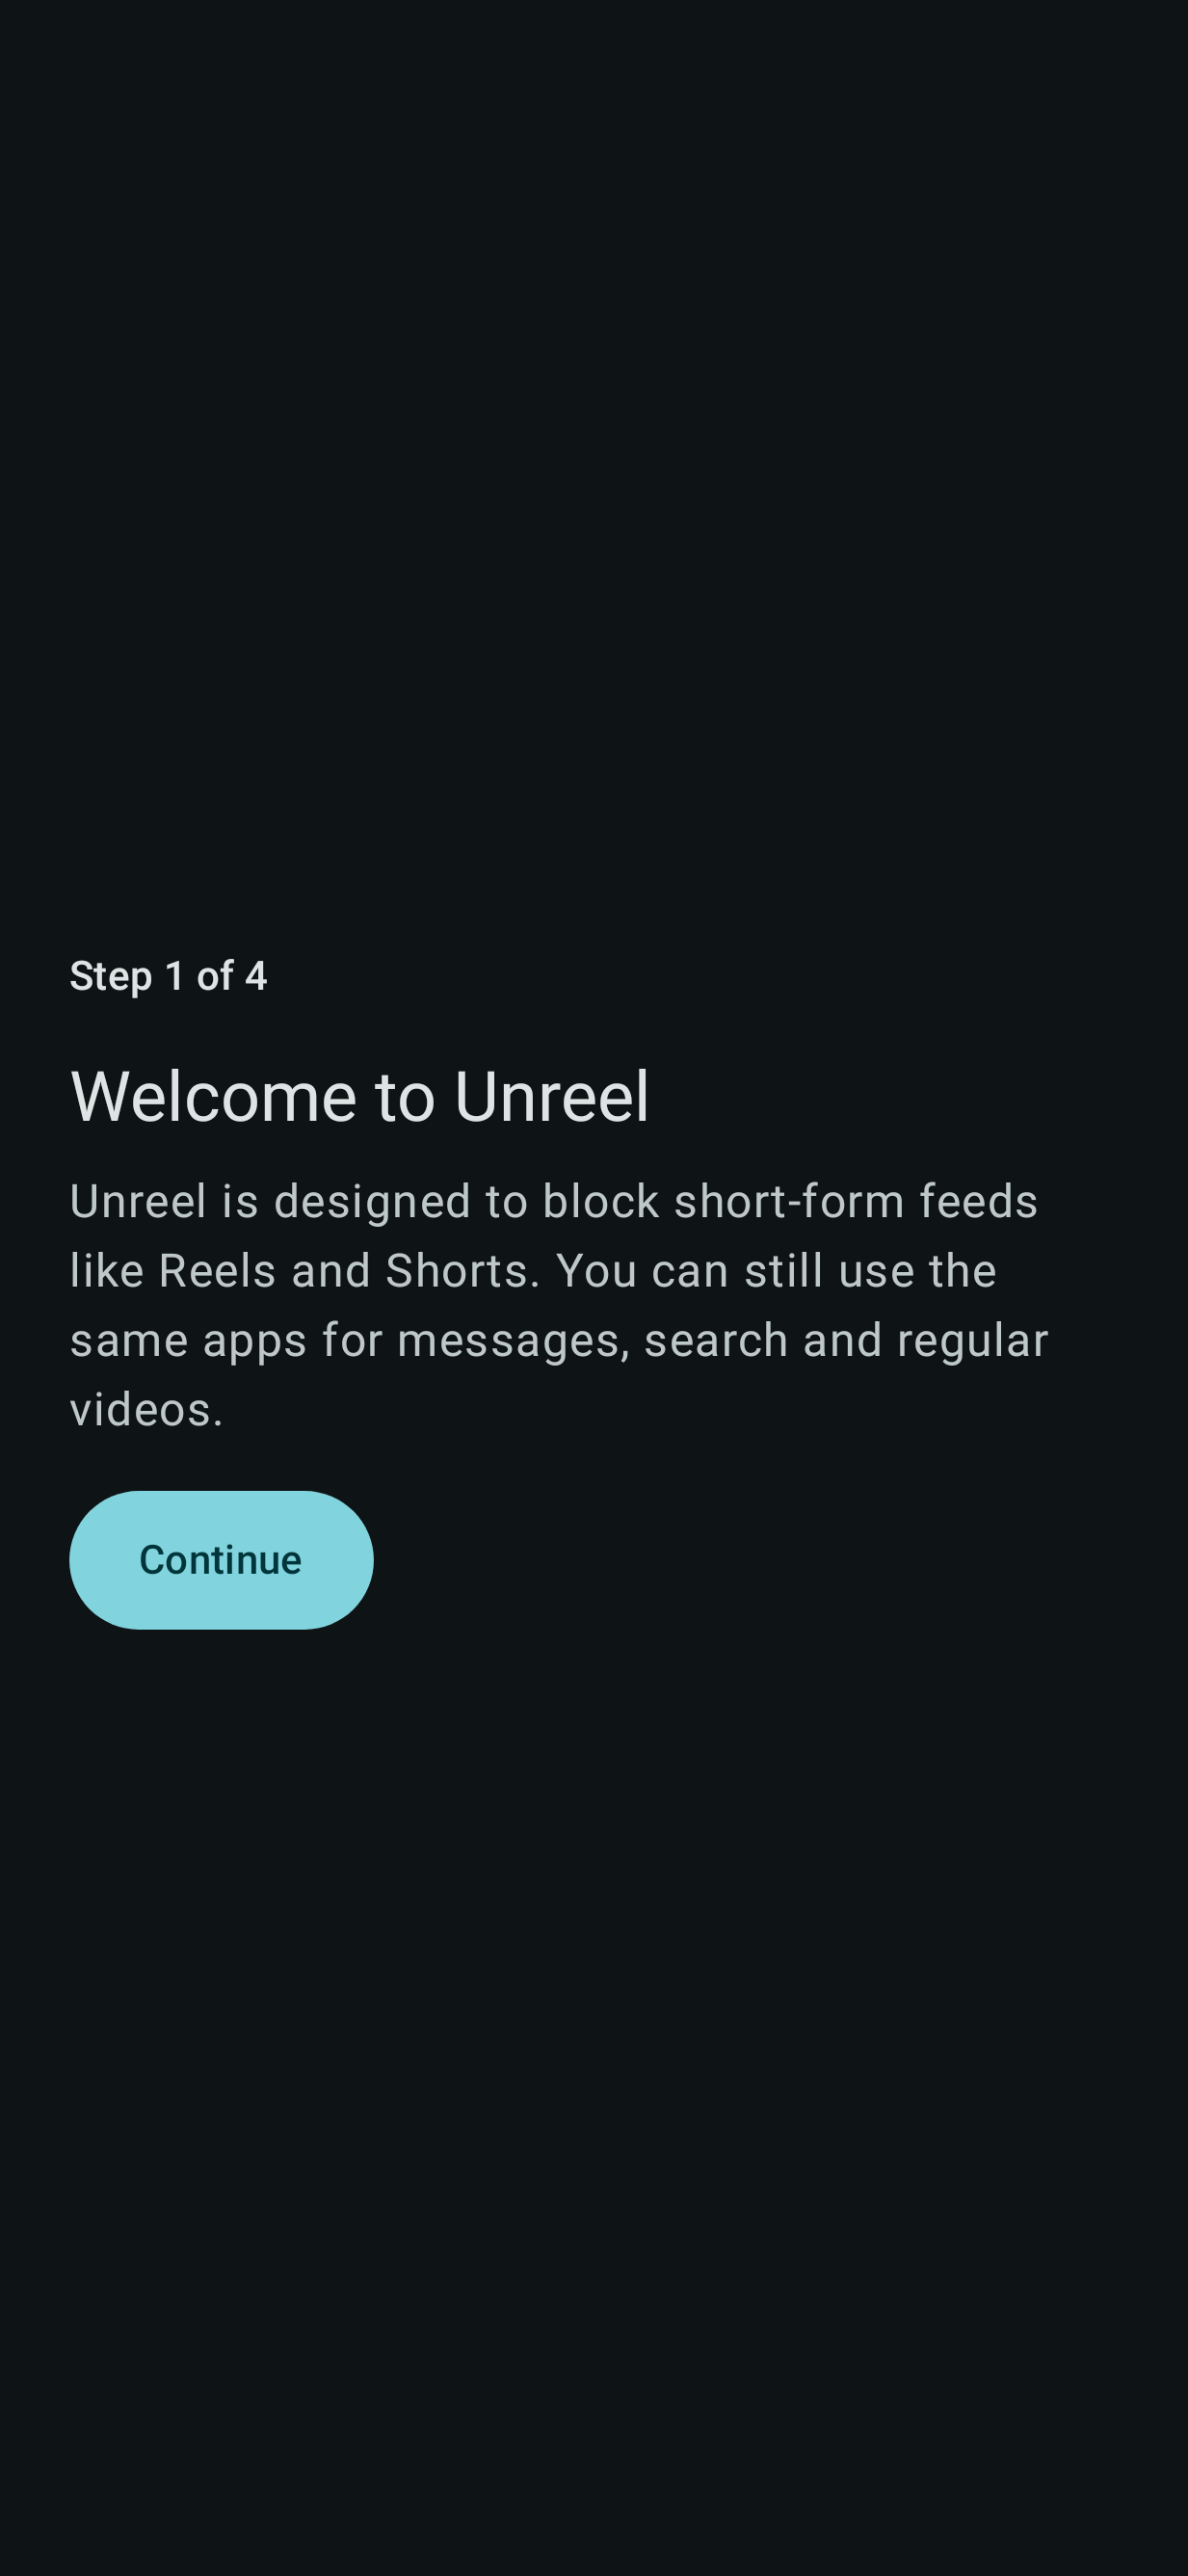 Step 1 of 4
Welcome to Unreel
Unreel is designed to block short-form feeds
like Reels and Shorts. You can still use the
same apps for messages, search and regular
videos.
Continue